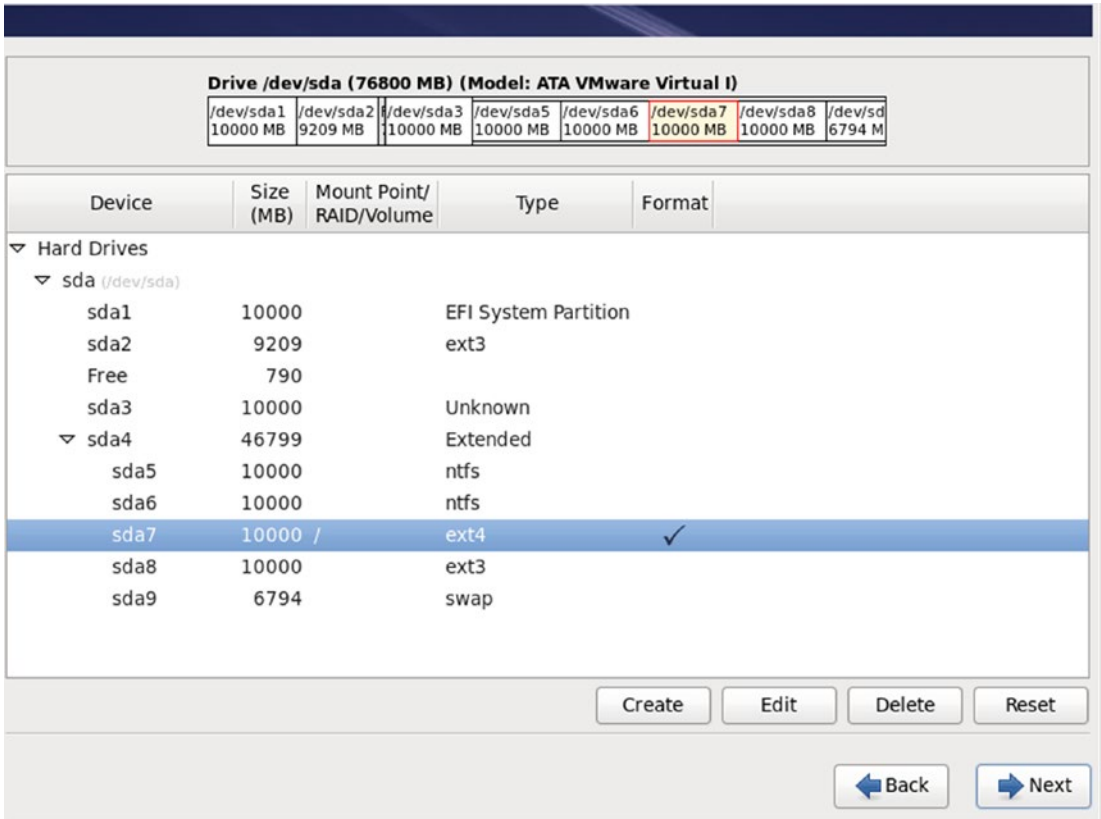 Drive /dev/sda (76800 MB) (Model: ATA VMware Virtual I)
/dev/sda1 /dev/sda2 /dev/sda3 /dev/sda5 /dev/sda6 /dev/sda7 /dev/sda8 /dev/sd
10000 MB 9209 MB 10000 MB 10000 MB 10000 MB 10000 MB 10000 MB 6794 M
Device Size (MB) Mount Point/ RAID/Volume Type Format
Hard Drives
sda (/dev/sda)
sda1 10000 EFI System Partition
sda2 9209 ext3
Free 790
sda3 10000 Unknown
sda4 46799 Extended
sda5 10000 ntfs
sda6 10000 ntfs
sda7 10000 / ext4 ✓
sda8 10000 ext3
sda9 6794 swap
Create Edit Delete Reset
Back Next